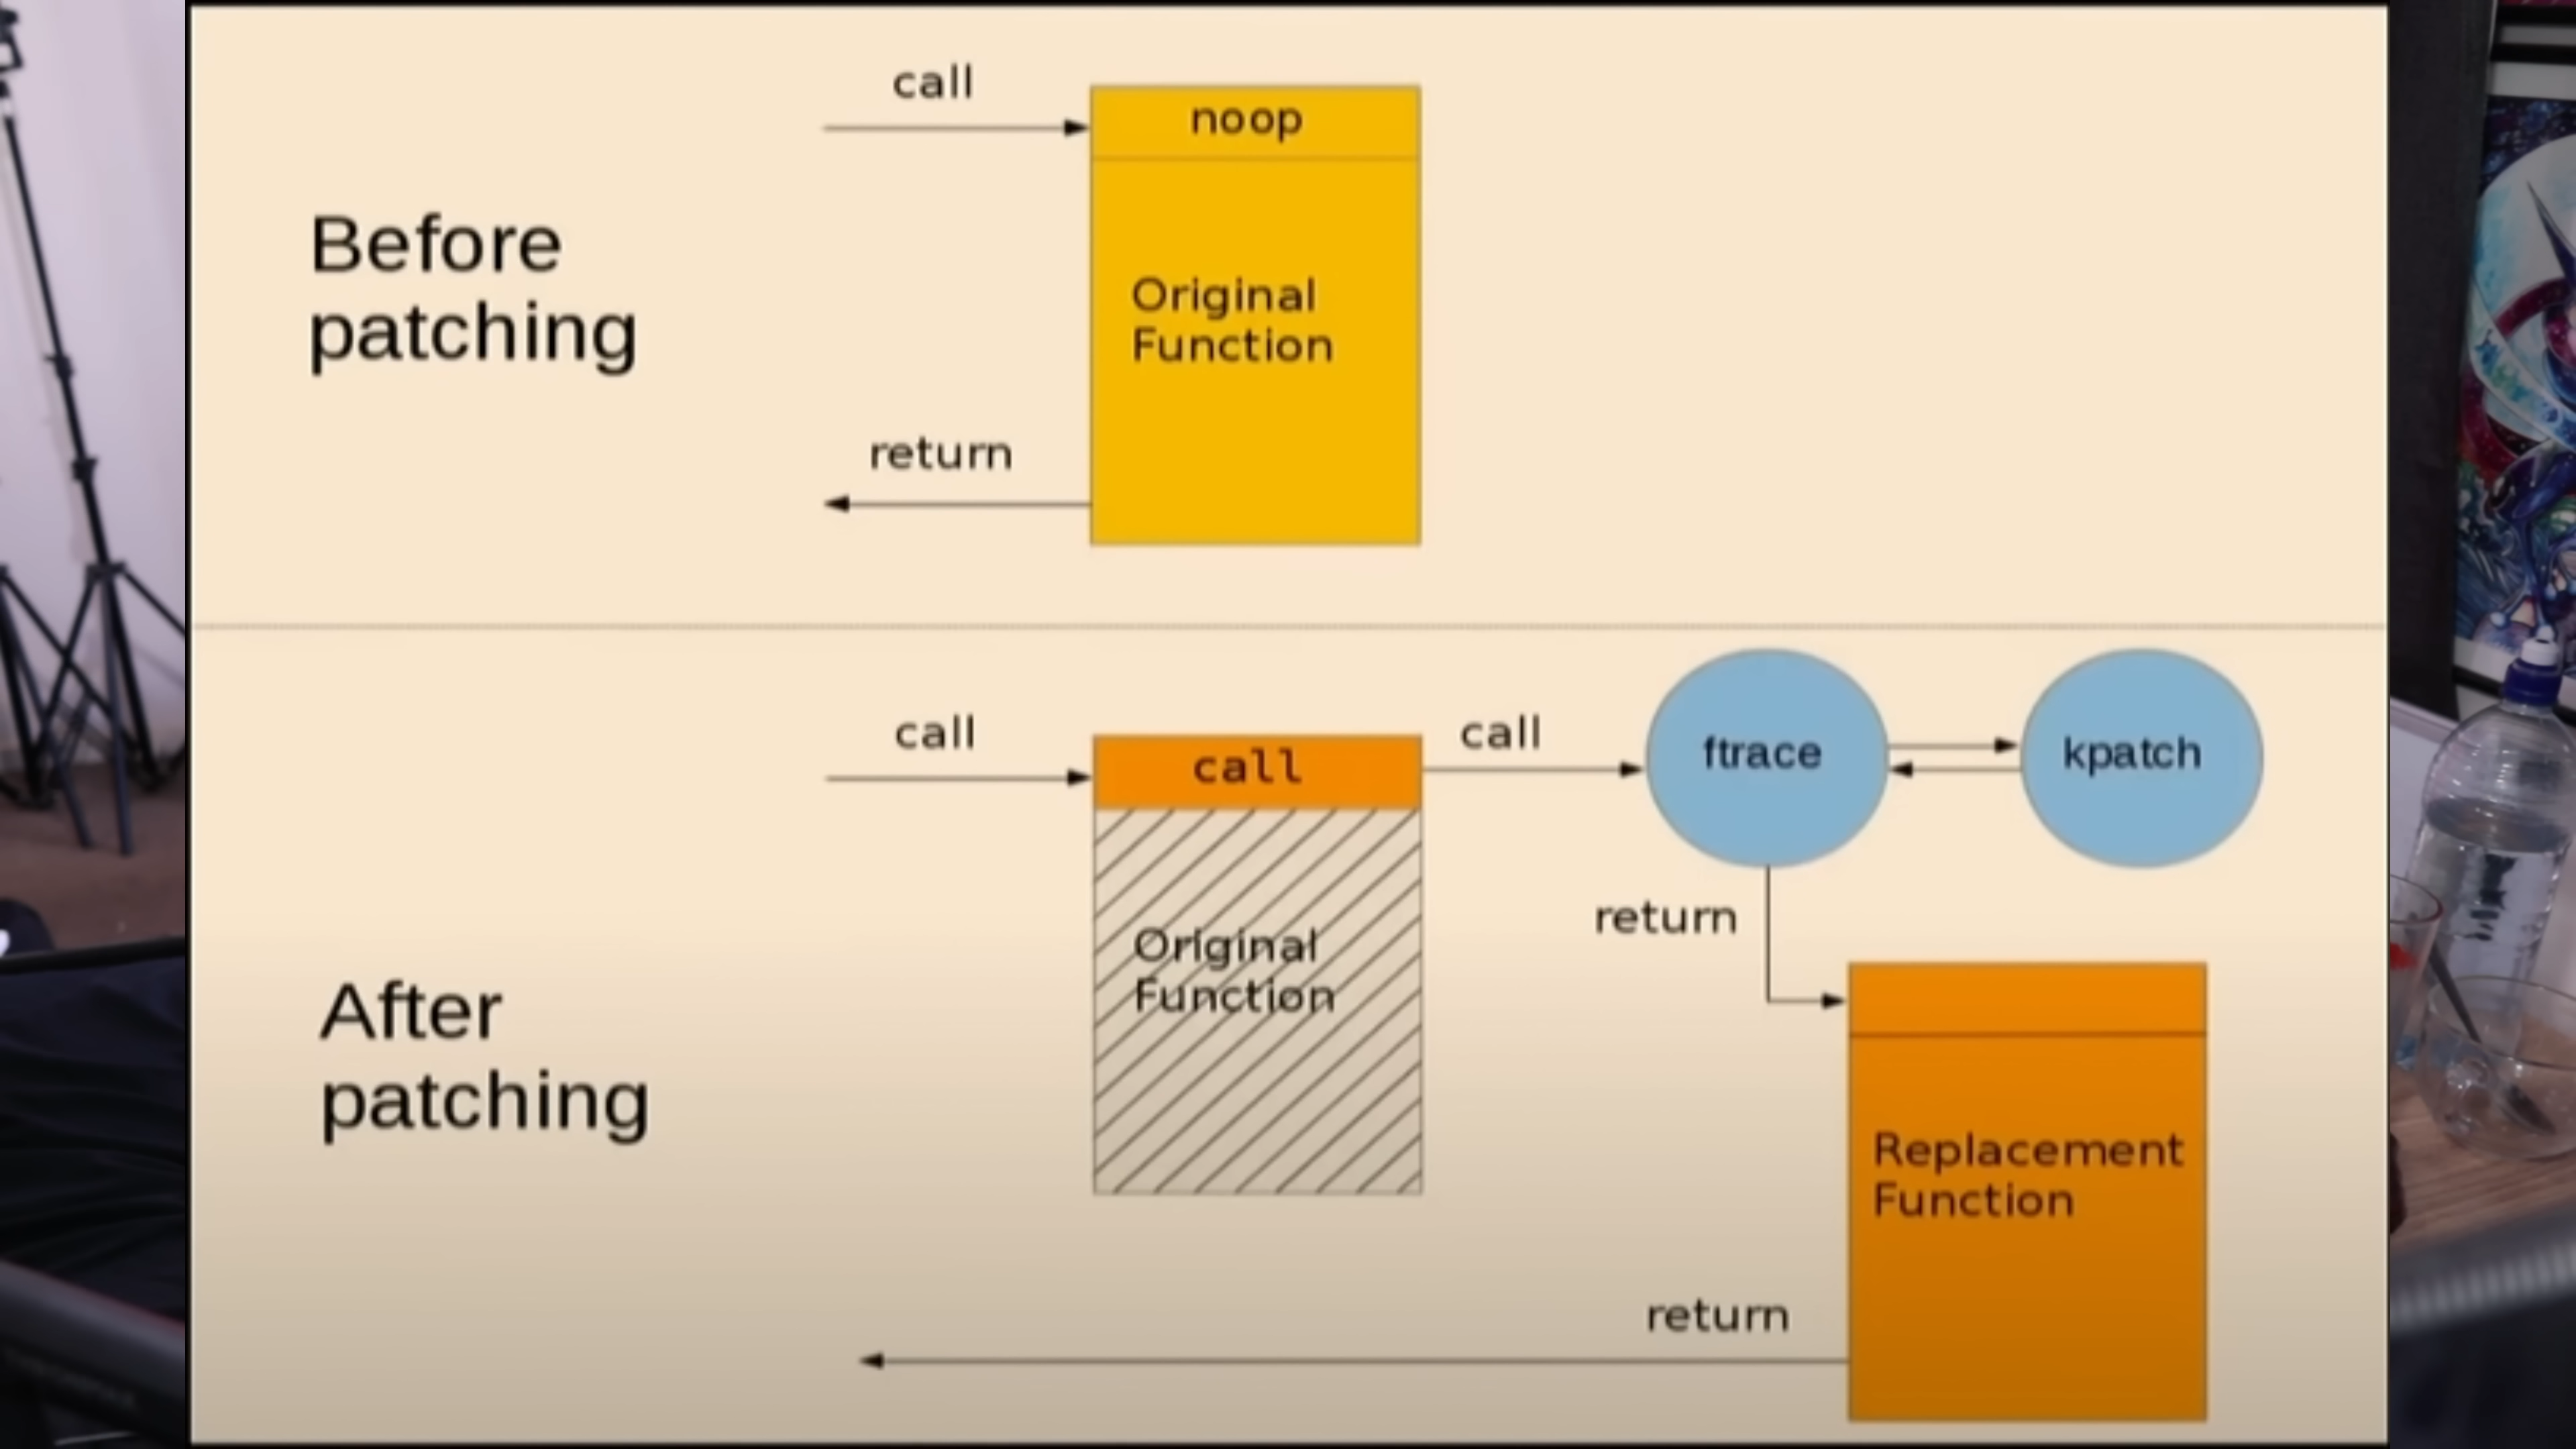 call
noop
Before
patching
Original
Function
return
call
call
call
ftrace
kpatch
return
Original
Function
After
patching
Replacement
Function
return